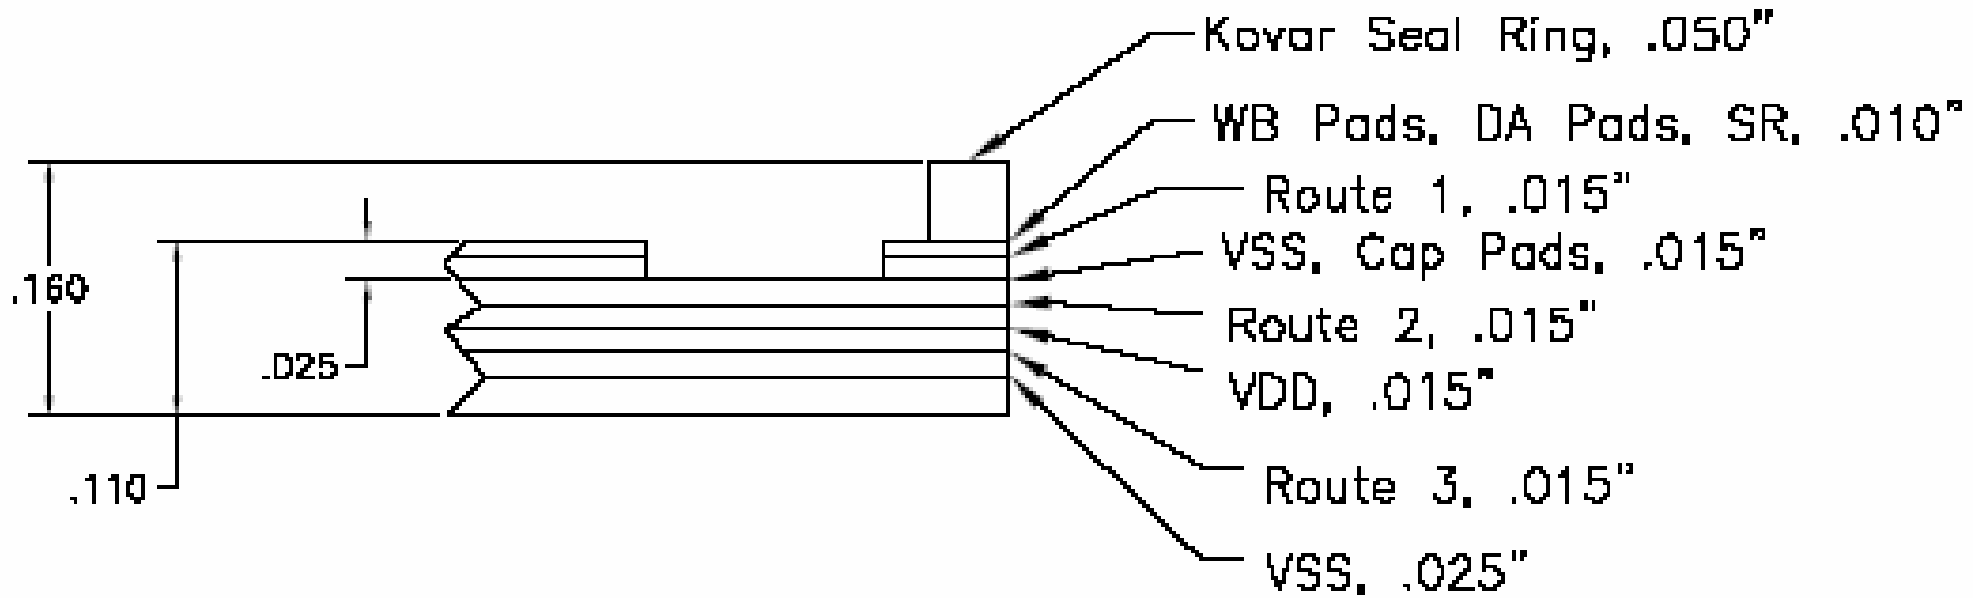 Kovar Seal Ring, .050"
WB Pads, DA Pads, SR, .010"
Route 1, .015"
VSS, Cap Pads, .015"
.160
Route 2, .015"
.025
VDD, .015"
.110
Route 3, .015"
VSS, .025"